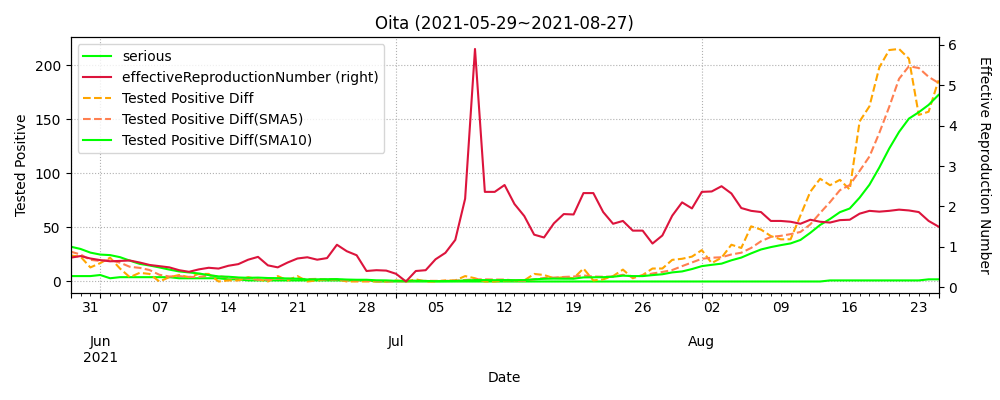 Oita (2021-05-29~2021-08-27)
serious
effectiveReproductionNumber (right)
Tested Positive Diff
Tested Positive Diff(SMA5)
Tested Positive Diff(SMA10)
Tested Positive
200
150
100
50
0
Effective Reproduction Number
6
5
4
3
2
1
0
31 07 14 21 28 05 12 19 26 02 09 16 23
Jun Jul Aug
2021
Date